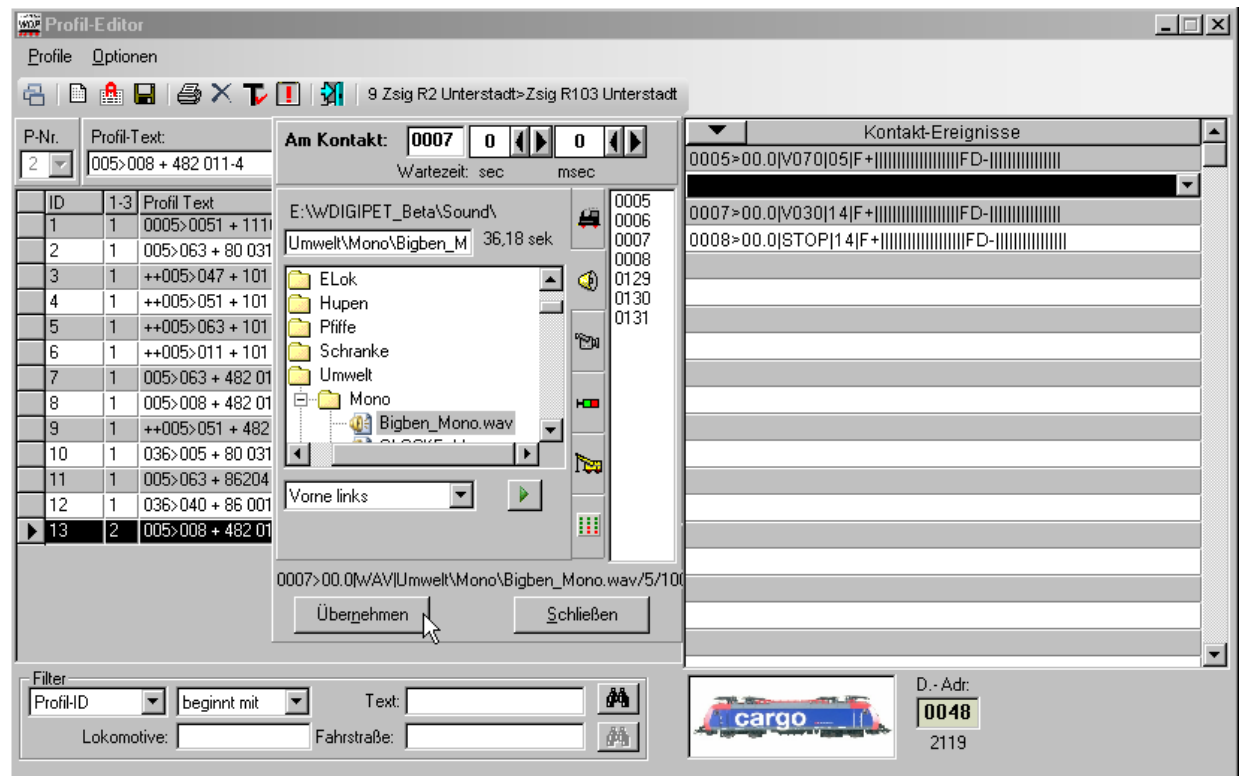 WDP Profil-Editor
Profile Optionen
9 Zsig R2 Unterstadt>Zsig R103 Unterstadt
P-Nr. Profil-Text:
2 005>008 + 482 011-4
ID 1-3 Profil Text
1 0005>0051 + 111
2 1 005>063 + 80 031
3 1 ++005>047 + 101
4 1 ++005>051 + 101
5 1 ++005>063 + 101
6 1 ++005>011 + 101
7 1 005>063 + 482 01
8 1 005>008 + 482 01
9 1 ++005>051 + 482
10 1 036>005 + 80 031
11 1 005>063 + 86204
12 1 036>040 + 86 001
13 2 005>008 + 482 01
Am Kontakt: 0007 0 0
Wartezeit: sec msec
E:\WDIGIPET_Beta\Sound\
Umwelt\Mono\Bigben_M 36,18 sek
ELok
Hupen
Pfiffe
Schranke
Umwelt
Mono
Bigben_Mono.wav
Vorne links
0005
0006
0007
0008
0129
0130
0131
0007>00.0|WAV|Umwelt\Mono\Bigben_Mono.wav/5/100
Übernehmen Schließen
Kontakt-Ereignisse
0005>00.0|V070|05|F+||||||||||||||||||FD-|||||||||||||||
0007>00.0|V030|14|F+||||||||||||||||||FD-|||||||||||||||
0008>00.0|STOP|14|F+||||||||||||||||||FD-|||||||||||||||
Filter
Profil-ID beginnt mit Text:
Lokomotive: Fahrstraße:
cargo
D.- Adr:
0048
2119